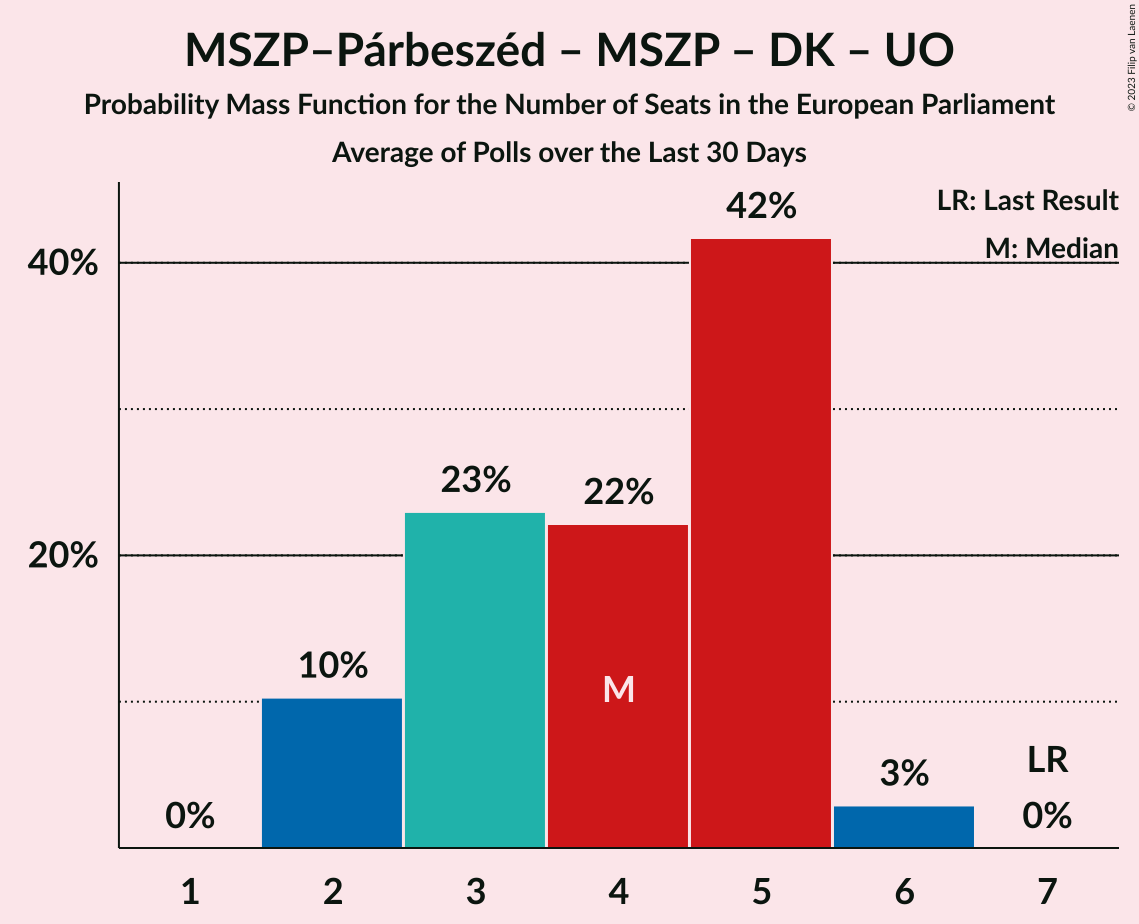 MSZP–Párbeszéd – MSZP – DK – UO
Probability Mass Function for the Number of Seats in the European Parliament
Average of Polls over the Last 30 Days
© 2023 Filip van Laenen
LR: Last Result
M: Median
40%
20%
0%
10%
23%
22%
42%
3%
LR
0%
M
1
2
3
4
5
6
7